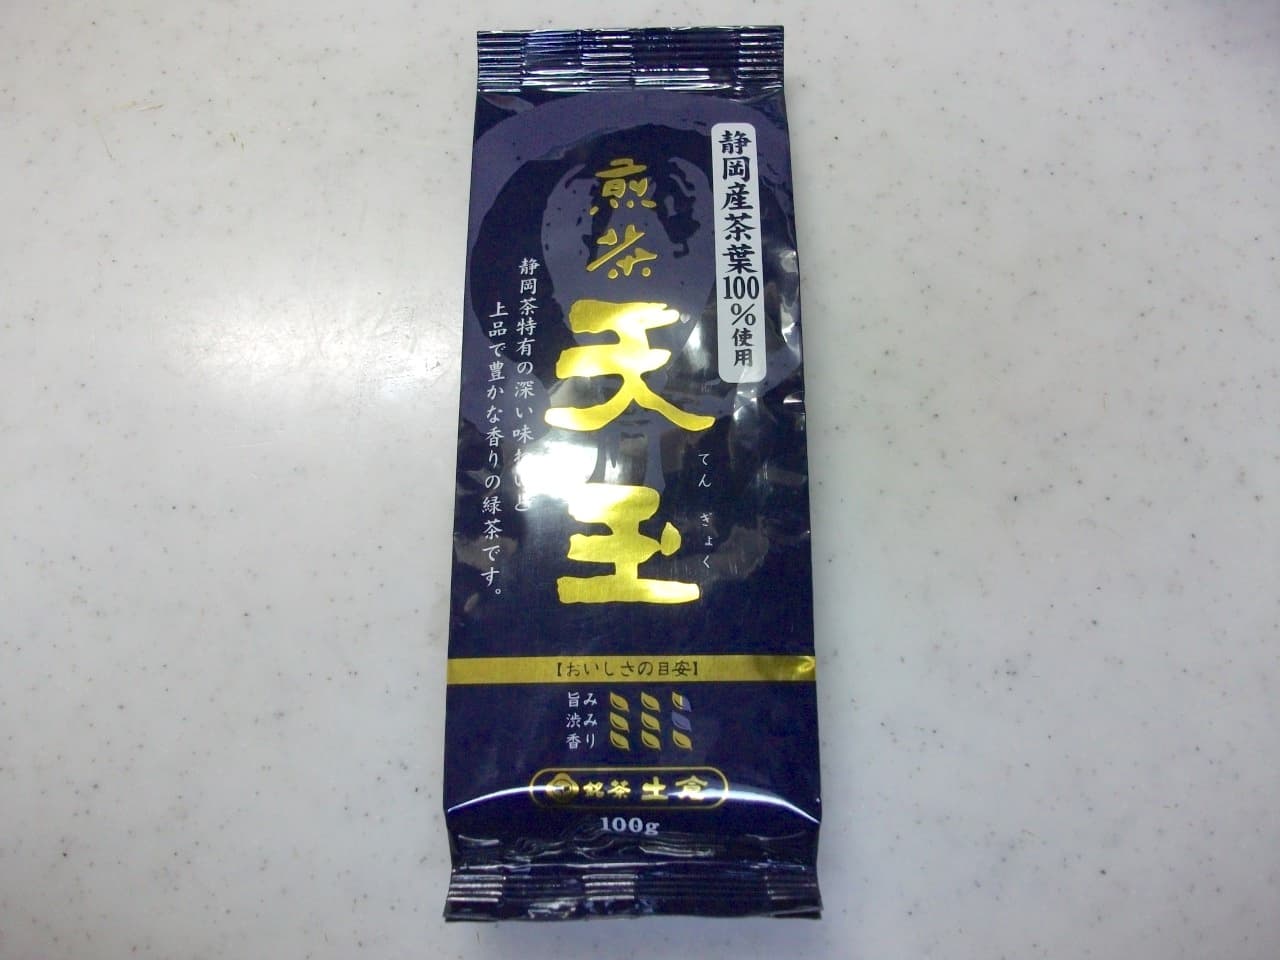 静岡産茶葉100%使用
煎茶
天玉
てんぎょく
静岡茶特有の深い味わいと
上品で豊かな香りの緑茶です。
【おいしさの目安】
旨み
渋み
香り
銘茶 土倉
100g